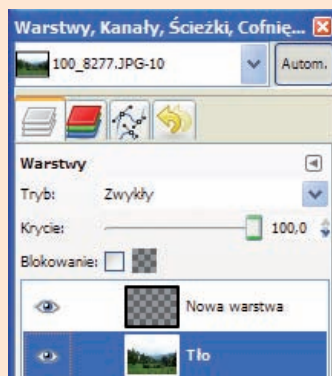 Warstwy, Kanały, Ścieżki, Cofnię...
100_8277.JPG-10
Autom.
Warstwy
Tryb: Zwykły
Krycie: 100,0
Blokowanie:
Nowa warstwa
Tło